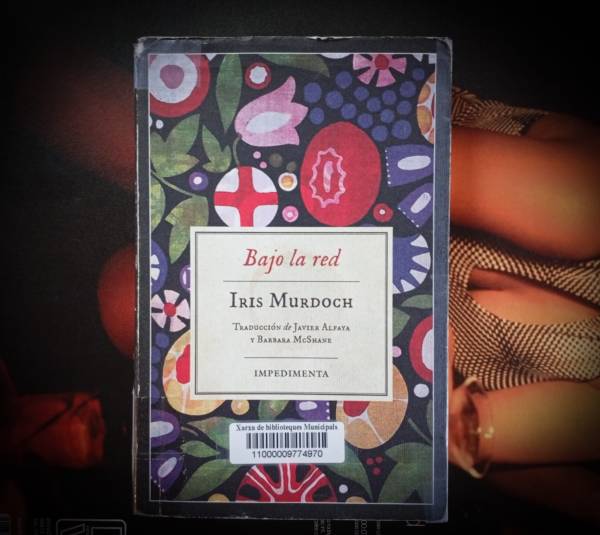 Bajo la red
IRIS MURDOCH
TRADUCCIÓN de JAVIER ALFAYA
Y BARBARA MCSHANE
IMPEDIMENTA
Xarxa de biblioteques Municipals
11000009774970